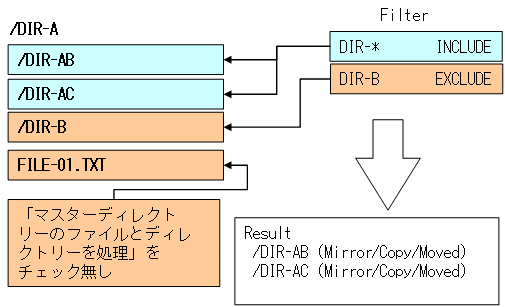 Filter
/DIR-A
/DIR-AB
/DIR-AC
/DIR-B
FILE-01.TXT
DIR-* INCLUDE
DIR-B EXCLUDE
「マスターディレクト
リーのファイルとディレ
クトリーを処理」を
チェック無し
Result
/DIR-AB (Mirror/Copy/Moved)
/DIR-AC (Mirror/Copy/Moved)